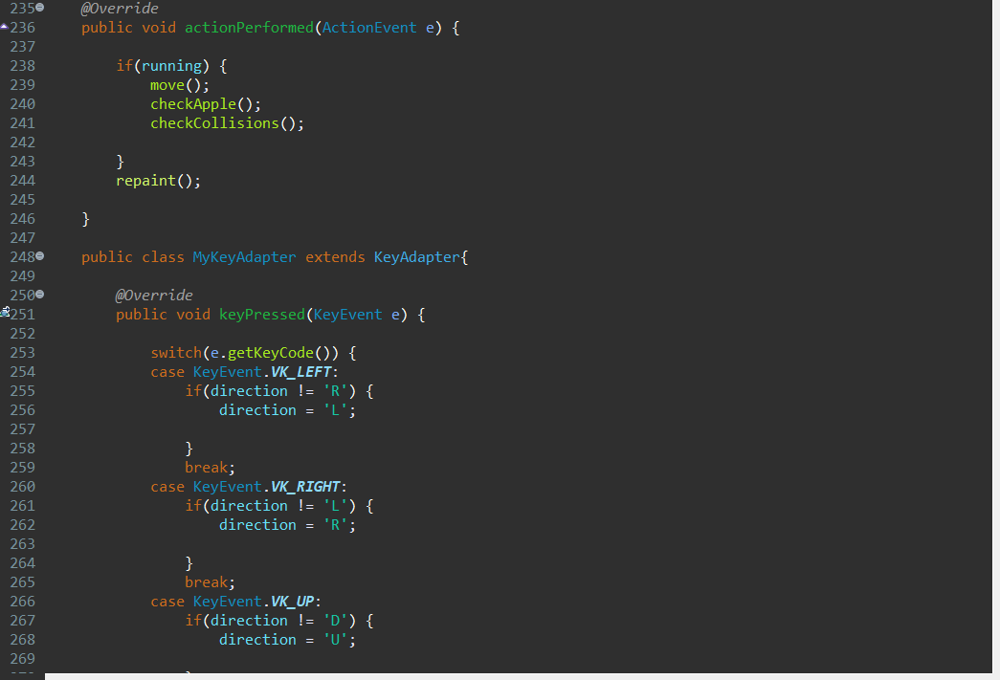 235 @Override
236 public void actionPerformed(ActionEvent e) {
237
238 if(running) {
239 move();
240 checkApple();
241 checkCollisions();
242
243 }
244 repaint();
245
246 }
247
248 public class MyKeyAdapter extends KeyAdapter{
249
250 @Override
251 public void keyPressed(KeyEvent e) {
252
253 switch(e.getKeyCode()) {
254 case KeyEvent.VK_LEFT:
255 if(direction != 'R') {
256 direction = 'L';
257
258 }
259 break;
260 case KeyEvent.VK_RIGHT:
261 if(direction != 'L') {
262 direction = 'R';
263
264 }
265 break;
266 case KeyEvent.VK_UP:
267 if(direction != 'D') {
268 direction = 'U';
269